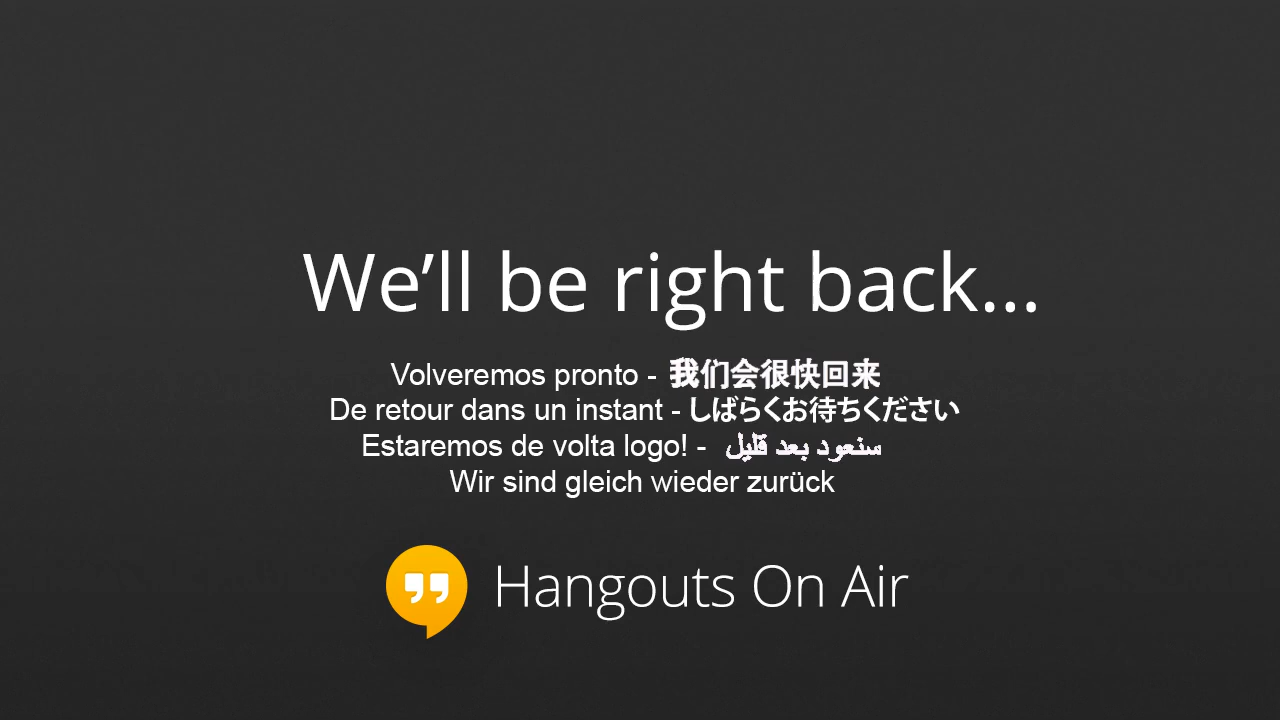 We’ll be right back...
Volveremos pronto - 我们会很快回来
De retour dans un instant - しばらくお待ちください
Estaremos de volta logo! - سنعود بعد قليل
Wir sind gleich wieder zurück
Hangouts On Air